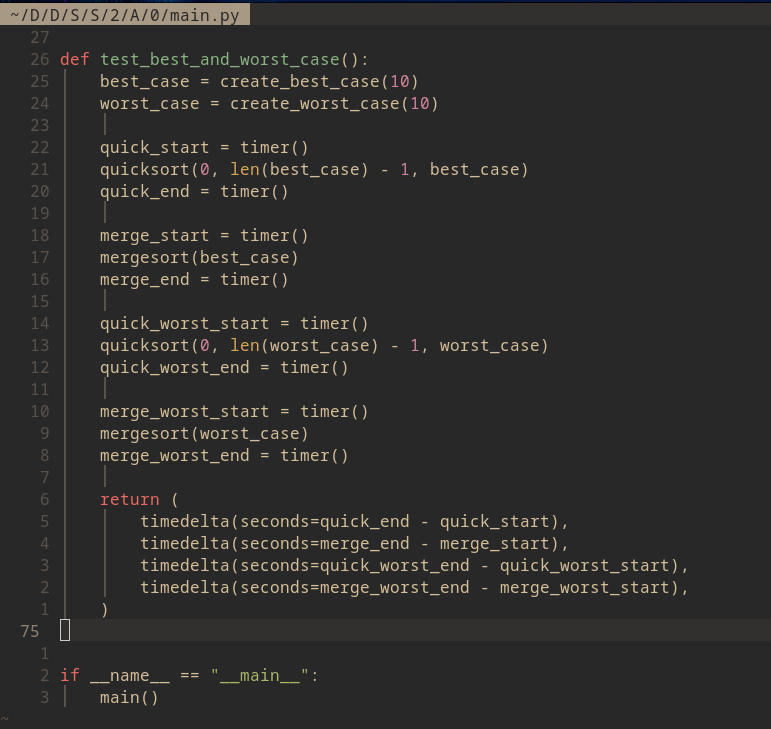 ~/D/D/S/S/2/A/0/main.py
27
26 def test_best_and_worst_case():
25     best_case = create_best_case(10)
24     worst_case = create_worst_case(10)
23
22     quick_start = timer()
21     quicksort(0, len(best_case) - 1, best_case)
20     quick_end = timer()
19
18     merge_start = timer()
17     mergesort(best_case)
16     merge_end = timer()
15
14     quick_worst_start = timer()
13     quicksort(0, len(worst_case) - 1, worst_case)
12     quick_worst_end = timer()
11
10     merge_worst_start = timer()
9     mergesort(worst_case)
8     merge_worst_end = timer()
7
6     return (
5         timedelta(seconds=quick_end - quick_start),
4         timedelta(seconds=merge_end - merge_start),
3         timedelta(seconds=quick_worst_end - quick_worst_start),
2         timedelta(seconds=merge_worst_end - merge_worst_start),
1     )
75
1
2 if __name__ == "__main__":
3     main()
~